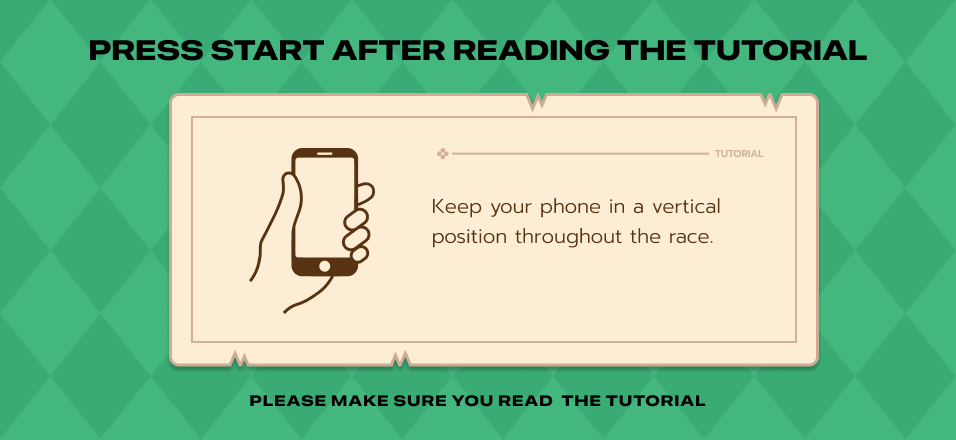 PRESS START AFTER READING THE TUTORIAL
TUTORIAL
Keep your phone in a vertical
position throughout the race.
PLEASE MAKE SURE YOU READ THE TUTORIAL